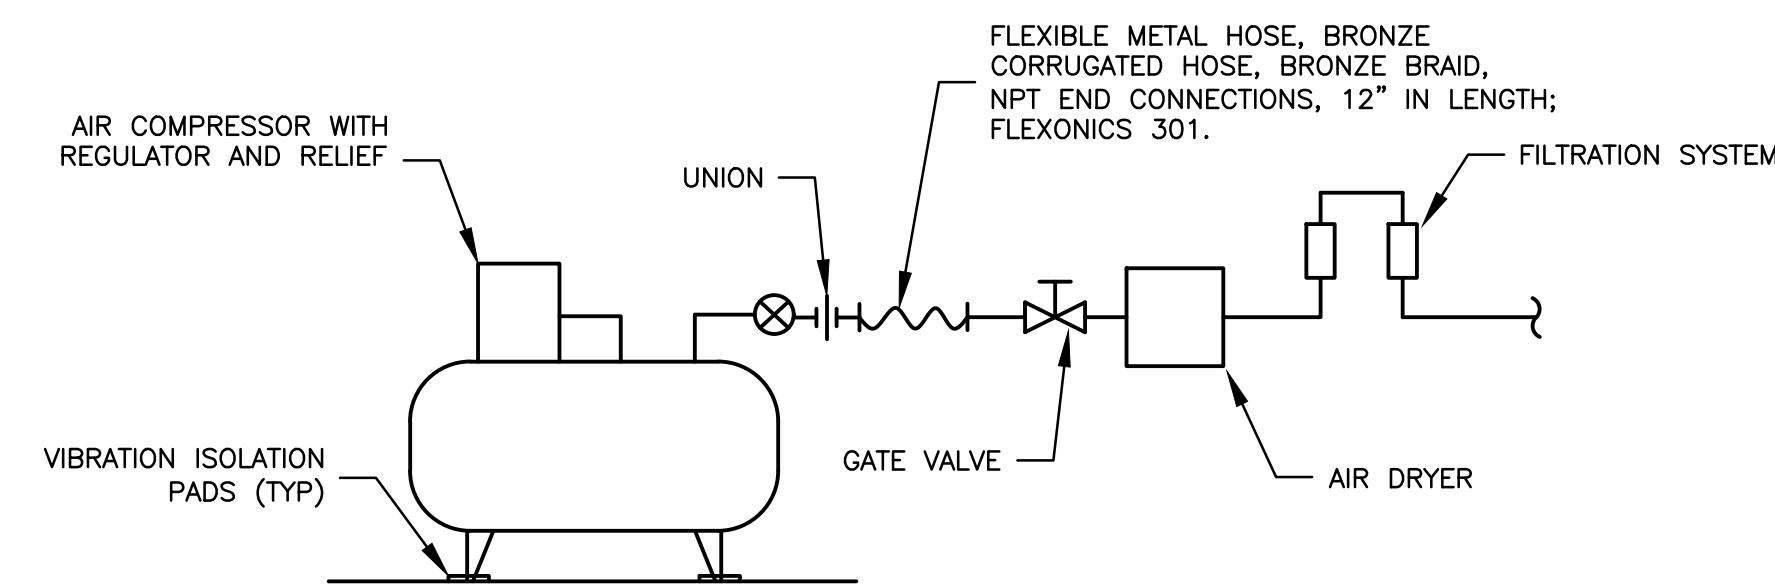 FLEXIBLE METAL HOSE, BRONZE
CORRUGATED HOSE, BRONZE BRAID,
NPT END CONNECTIONS, 12" IN LENGTH;
FLEXONICS 301.
AIR COMPRESSOR WITH
REGULATOR AND RELIEF
UNION
FILTRATION SYSTEM
VIBRATION ISOLATION
PADS (TYP)
GATE VALVE
AIR DRYER